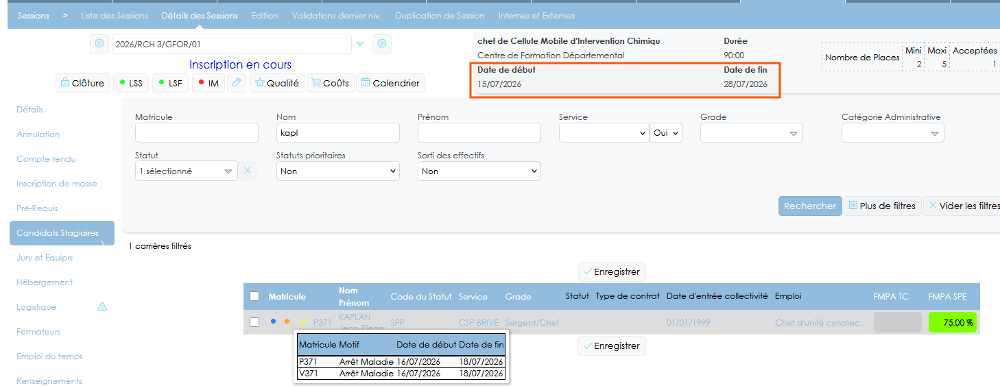 Sessions > Liste des Sessions Détails des Sessions Edition Validations dernier niv. Duplication de Session Internes et Externes
2026/RCH 3/GFOR/01
Inscription en cours
Clôture LSS LSF IM Qualité Coûts Calendrier
chef de Cellule Mobile d'Intervention Chimiqu Durée
Centre de Formation Départemental 90:00
Date de début Date de fin
15/07/2026 28/07/2026
Nombre de Places Mini Maxi Acceptées
2 5 1
Détails
Annulation
Compte rendu
Inscription de masse
Pré-Requis
Candidats Stagiaires
Jury et Equipe
Hébergement
Logistique
Formateurs
Emploi du temps
Renseignements
Matricule Nom Prénom Service Grade Catégorie Administrative
kapl Oui
Statut Statuts prioritaires Sorti des effectifs
1 sélectionné Non Non
Rechercher Plus de filtres Vider les filtres
1 carrières filtrés
Enregistrer
Matricule Nom Prénom Code du Statut Service Grade Statut Type de contrat Date d'entrée collectivité Emploi FMPA TC FMPA SPE
P371 KAPLAN Jean-Pierre SPP CSP BRIVE Sergent/Chef 01/01/1999 Chef d'unité cynotec... 75.00 %
Matricule Motif Date de début Date de fin
P371 Arrêt Maladie 16/07/2026 18/07/2026
V371 Arrêt Maladie 16/07/2026 18/07/2026
Enregistrer